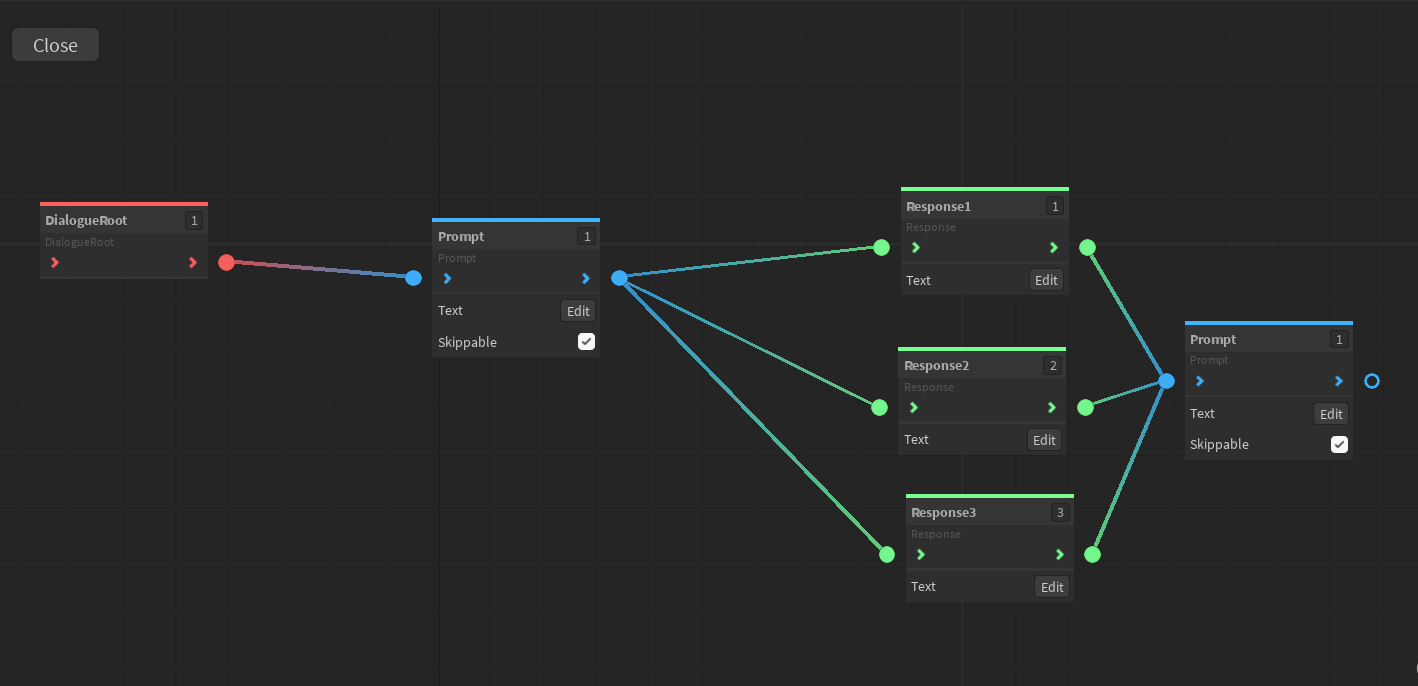 Close
DialogueRoot 1
DialogueRoot
Prompt 1
Prompt
Text Edit
Skippable
Response1 1
Response
Text Edit
Response2 2
Response
Text Edit
Response3 3
Response
Text Edit
Prompt 1
Prompt
Text Edit
Skippable